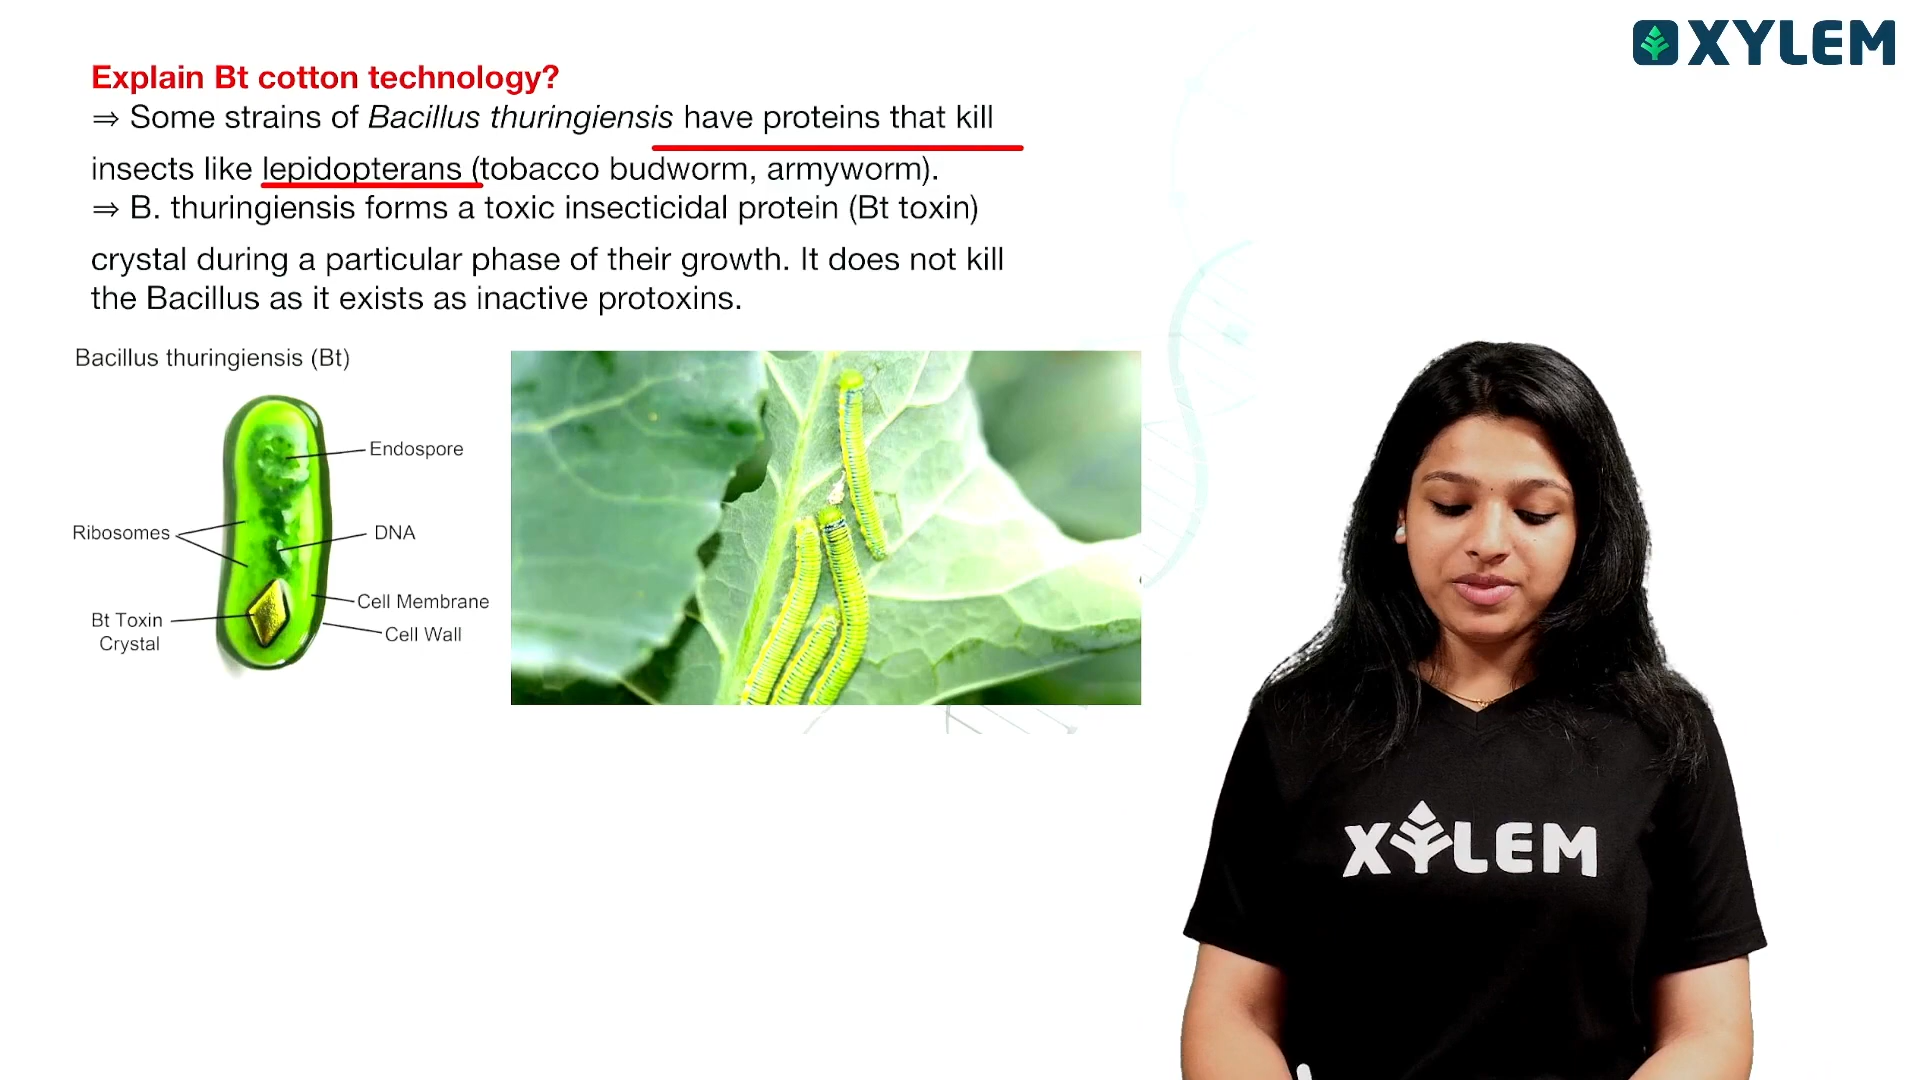 XYLEM
Explain Bt cotton technology?
⇒ Some strains of Bacillus thuringiensis have proteins that kill
insects like lepidopterans (tobacco budworm, armyworm).
⇒ B. thuringiensis forms a toxic insecticidal protein (Bt toxin)
crystal during a particular phase of their growth. It does not kill
the Bacillus as it exists as inactive protoxins.
Bacillus thuringiensis (Bt)
Endospore
Ribosomes
DNA
Cell Membrane
Bt Toxin
Crystal
Cell Wall
XYLEM